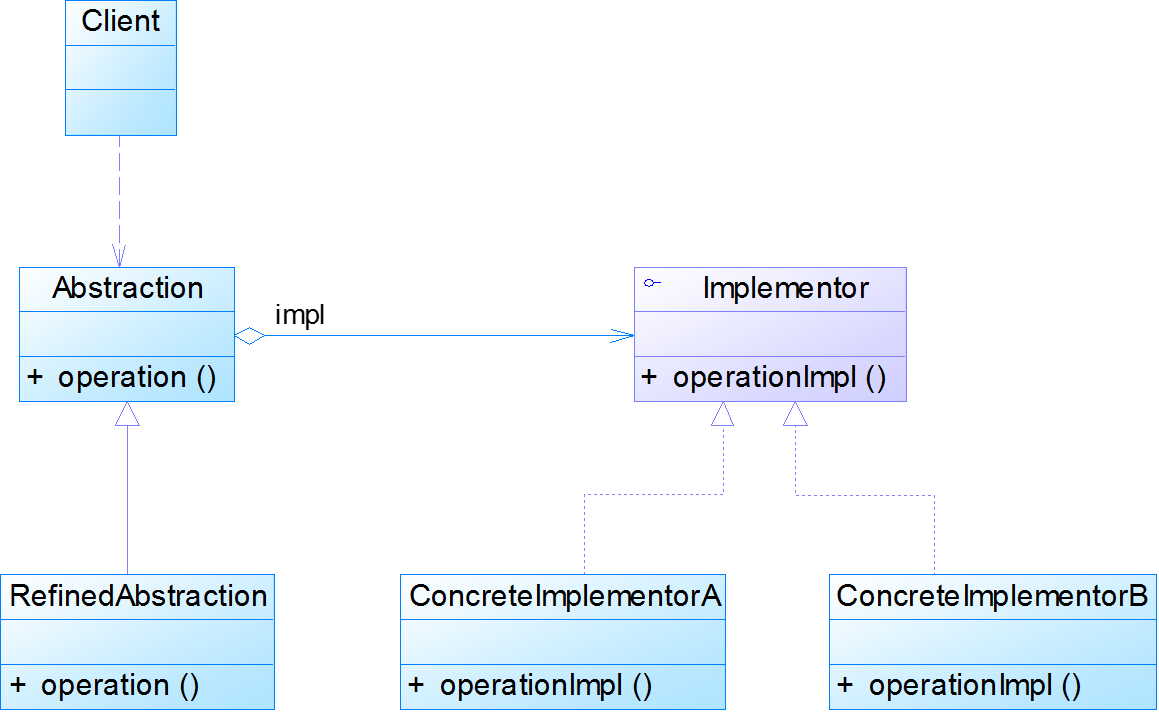 Client
Abstraction
+ operation ()
impl
Implementor
+ operationImpl ()
RefinedAbstraction
+ operation ()
ConcreteImplementorA
+ operationImpl ()
ConcreteImplementorB
+ operationImpl ()